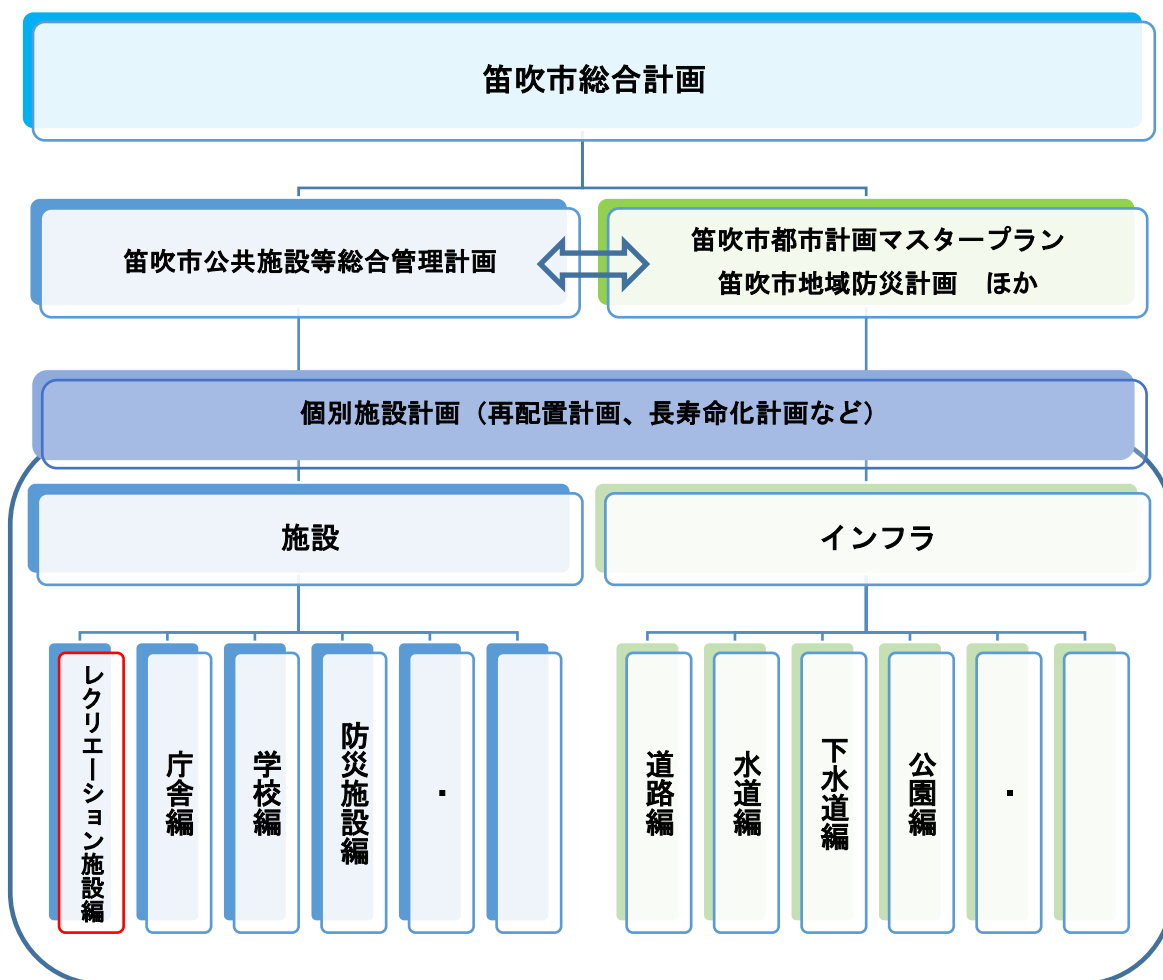 笛吹市総合計画
笛吹市公共施設等総合管理計画
笛吹市都市計画マスタープラン
笛吹市地域防災計画　ほか
個別施設計画（再配置計画、長寿命化計画など）
施設
インフラ
レクリエーション施設編
庁舎編
学校編
防災施設編
・
道路編
水道編
下水道編
公園編
・